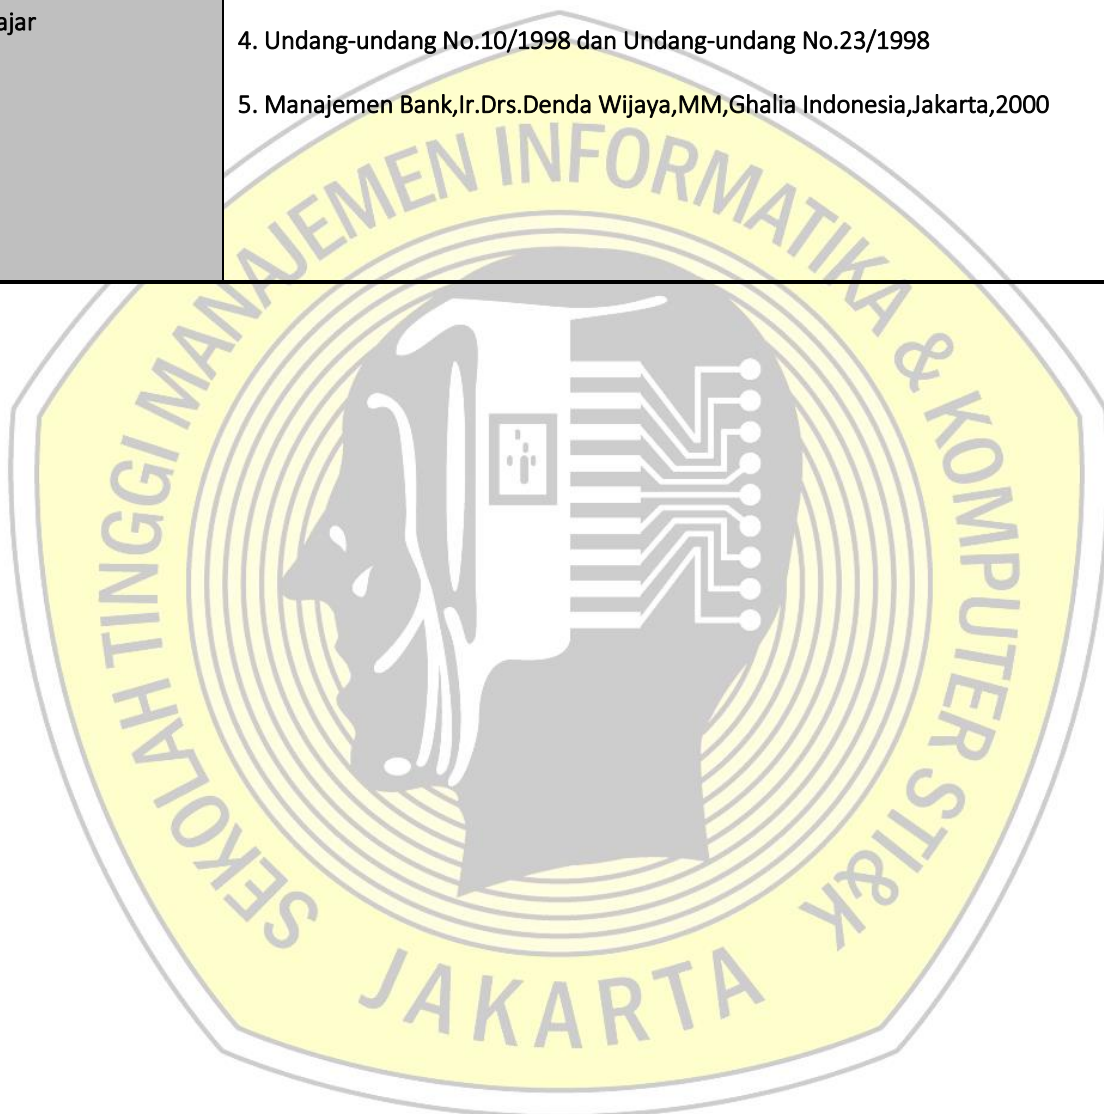 ajar
4. Undang-undang No.10/1998 dan Undang-undang No.23/1998
5. Manajemen Bank,Ir.Drs.Denda Wijaya,MM,Ghalia Indonesia,Jakarta,2000
SEKOLAH TINGGI MANAJEMEN INFORMATIKA & KOMPUTER STI&K
JAKARTA